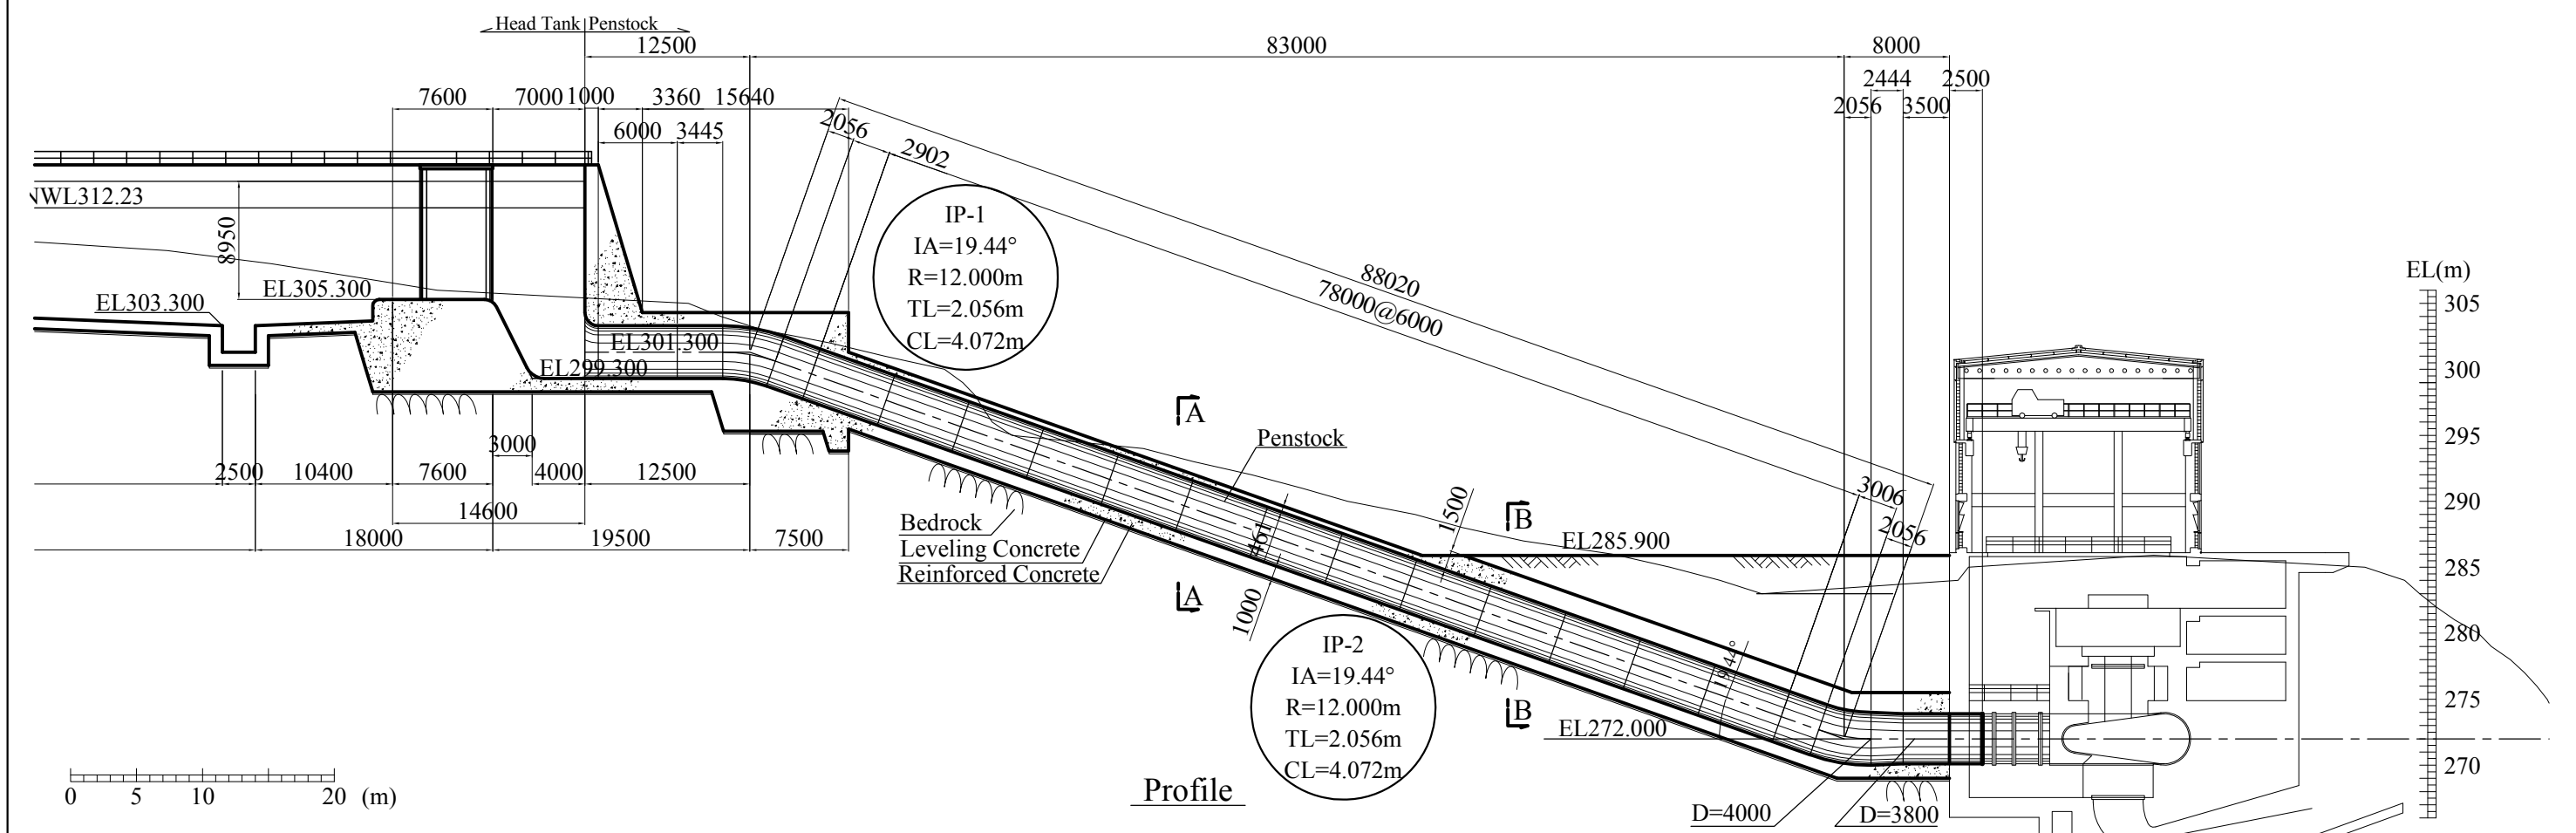 Head Tank Penstock
12500 83000 8000
2444 2500
7600 7000 1000 3360 15640
2056 3500
6000 3445
2056
2902
NWL312.23
8950
EL303.300
EL305.300
EL301.300
EL299.300
IP-1
IA=19.44°
R=12.000m
TL=2.056m
CL=4.072m
88020
78000@6000
EL(m)
305
300
295
290
285
280
275
270
A
Penstock
3000
2500 10400 7600 4000 12500
14600
18000 19500 7500
Bedrock
Leveling Concrete
Reinforced Concrete
461
1000
1500
A
B
EL285.900
3006
2056
IP-2
IA=19.44°
R=12.000m
TL=2.056m
CL=4.072m
19.44°
B
EL272.000
D=4000
D=3800
0 5 10 20 (m)
Profile